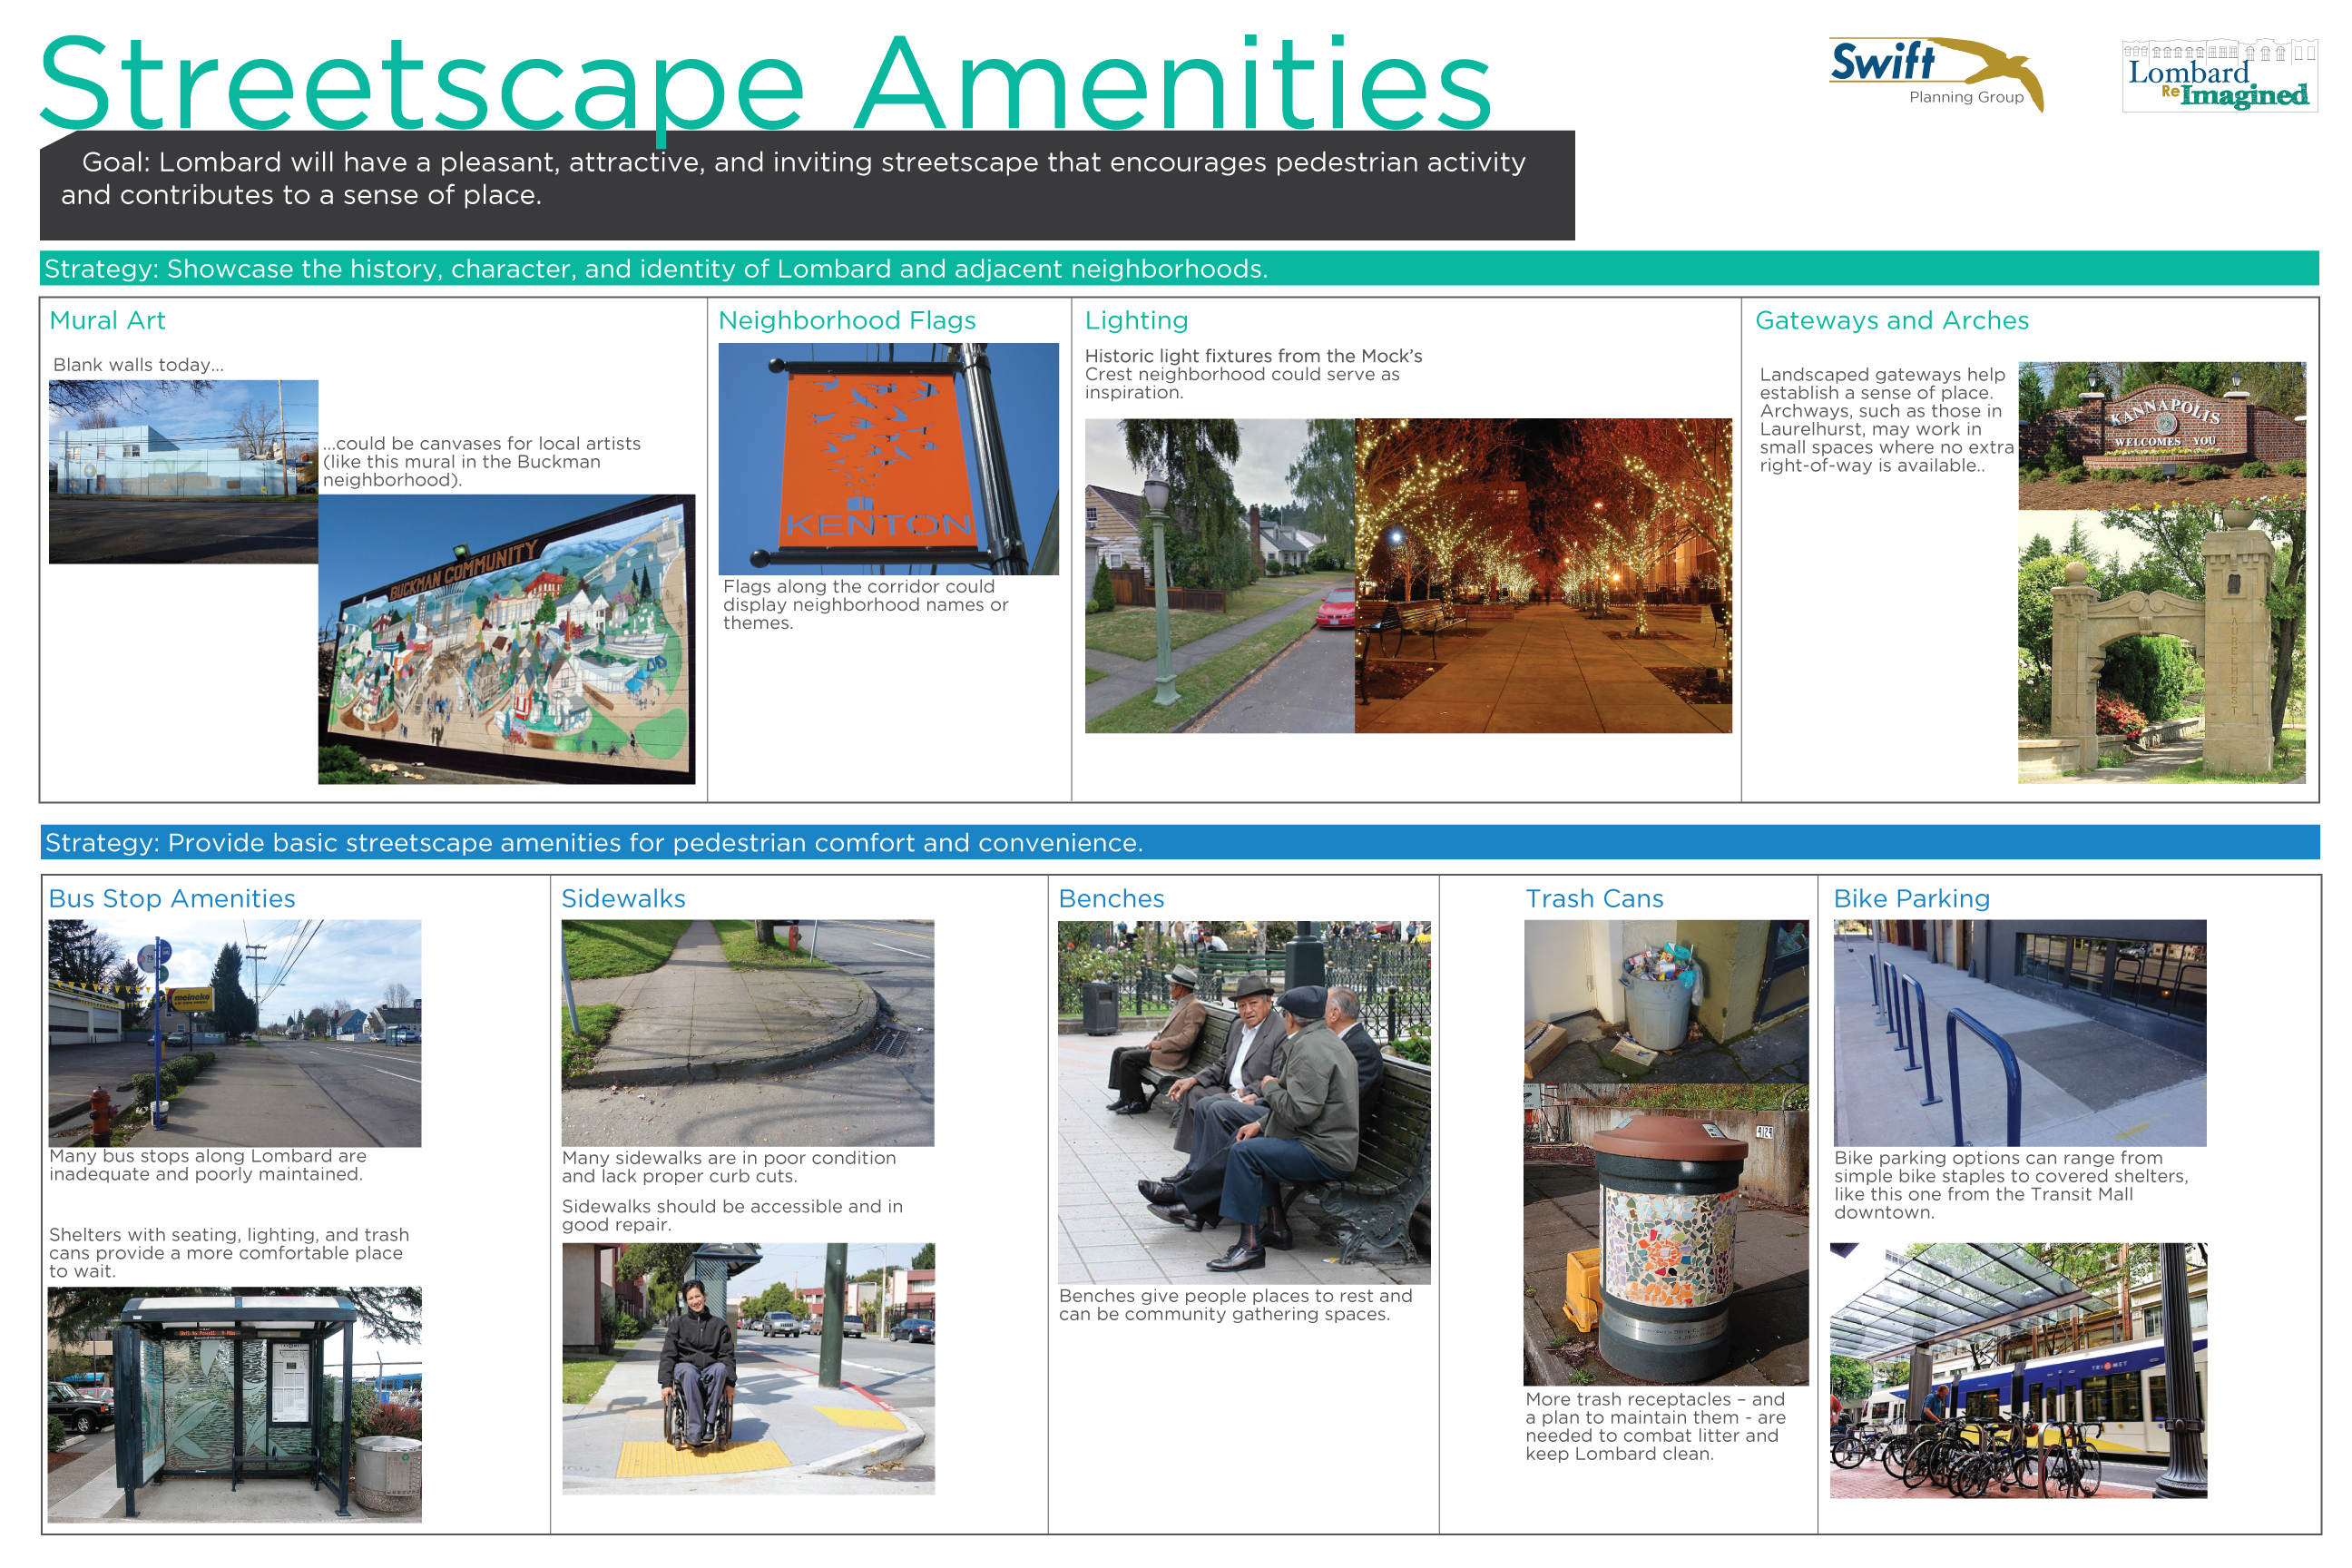 Streetscape Amenities
Swift
Planning Group
Lombard
Re Imagined
Goal: Lombard will have a pleasant, attractive, and inviting streetscape that encourages pedestrian activity
and contributes to a sense of place.
Strategy: Showcase the history, character, and identity of Lombard and adjacent neighborhoods.
Mural Art
Blank walls today...
...could be canvases for local artists
(like this mural in the Buckman
neighborhood).
BUCKMAN COMMUNITY
Neighborhood Flags
KENTON
Flags along the corridor could
display neighborhood names or
themes.
Lighting
Historic light fixtures from the Mock's
Crest neighborhood could serve as
inspiration.
Gateways and Arches
Landscaped gateways help
establish a sense of place.
Archways, such as those in
Laurelhurst, may work in
small spaces where no extra
right-of-way is available..
KANNAPOLIS
WELCOMES YOU
LAURELHURST
Strategy: Provide basic streetscape amenities for pedestrian comfort and convenience.
Bus Stop Amenities
75
meineke
Many bus stops along Lombard are
inadequate and poorly maintained.
Shelters with seating, lighting, and trash
cans provide a more comfortable place
to wait.
Sidewalks
Many sidewalks are in poor condition
and lack proper curb cuts.
Sidewalks should be accessible and in
good repair.
Benches
Benches give people places to rest and
can be community gathering spaces.
Trash Cans
4124
More trash receptacles – and
a plan to maintain them - are
needed to combat litter and
keep Lombard clean.
Bike Parking
Bike parking options can range from
simple bike staples to covered shelters,
like this one from the Transit Mall
downtown.
TRI MET